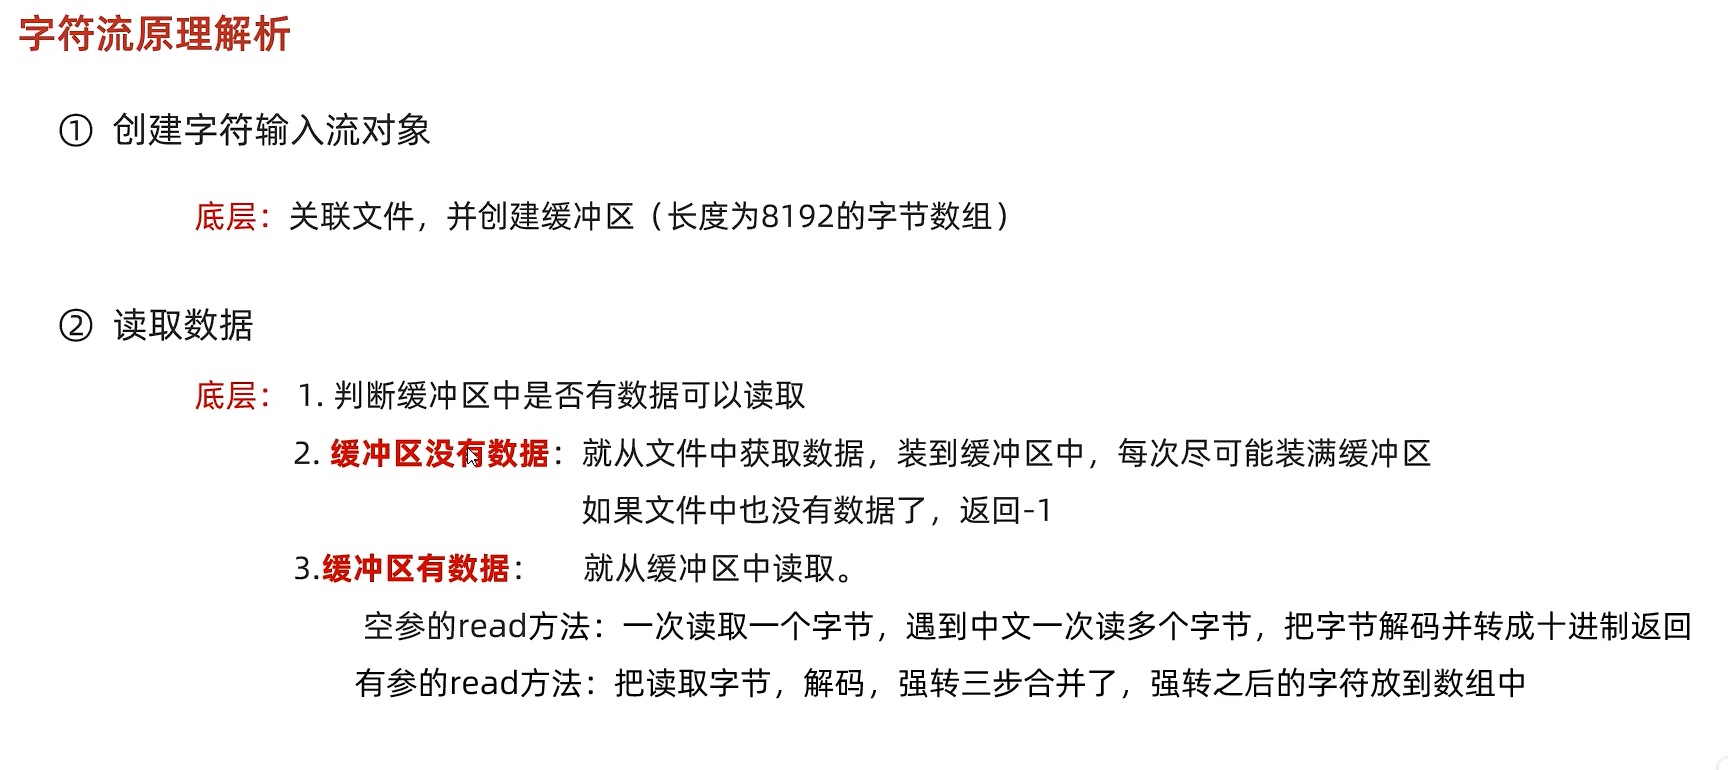 字符流原理解析
① 创建字符输入流对象
底层：关联文件，并创建缓冲区（长度为8192的字节数组）
② 读取数据
底层： 1. 判断缓冲区中是否有数据可以读取
2. 缓冲区没有数据：就从文件中获取数据，装到缓冲区中，每次尽可能装满缓冲区
如果文件中也没有数据了，返回-1
3.缓冲区有数据： 就从缓冲区中读取。
空参的read方法：一次读取一个字节，遇到中文一次读多个字节，把字节解码并转成十进制返回
有参的read方法：把读取字节，解码，强转三步合并了，强转之后的字符放到数组中